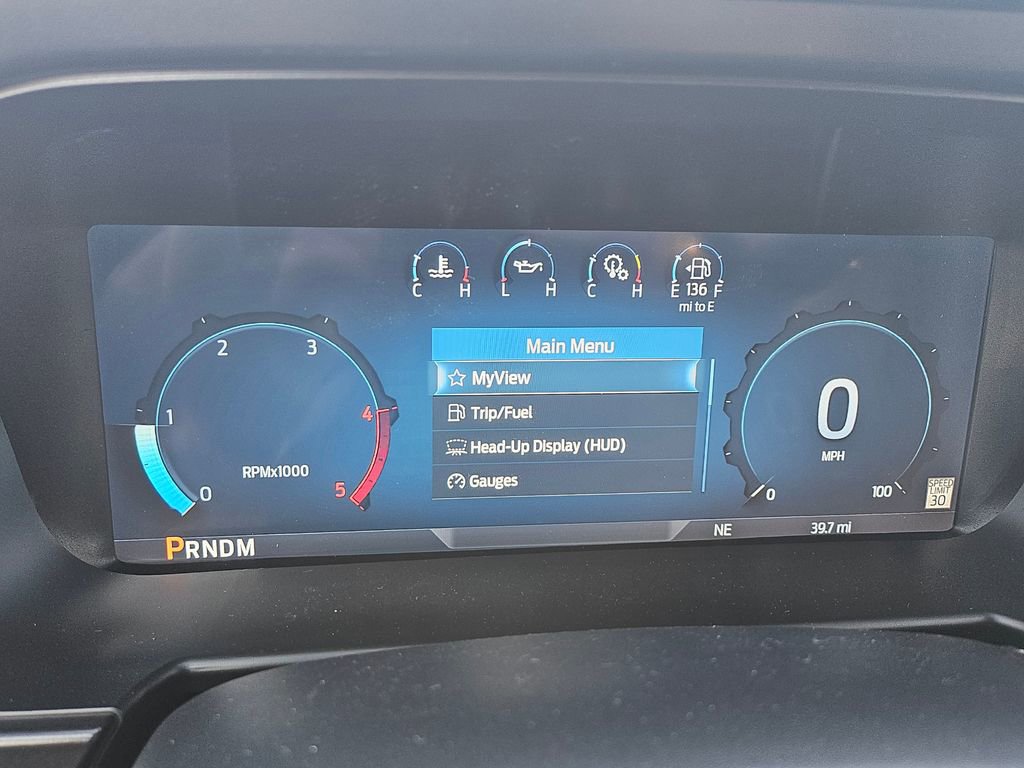 C H
L H
C H
E 136 F
mi to E
1 2 3 4
0 5
RPMx1000
Main Menu
MyView
Trip/Fuel
Head-Up Display (HUD)
Gauges
0
MPH
0 100
SPEED
LIMIT
30
PRNDM
NE
39.7 mi